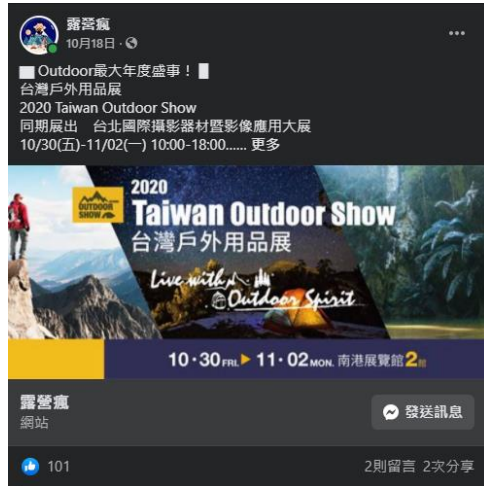 露營瘋
10月18日 ·
▇ Outdoor最大年度盛事！▇
台灣戶外用品展
2020 Taiwan Outdoor Show
同期展出　台北國際攝影器材暨影像應用大展
10/30(五)-11/02(一) 10:00-18:00...... 更多
OUTDOOR
SHOW
2020
Taiwan Outdoor Show
台灣戶外用品展
Live with
Outdoor Spirit
10·30 FRI. ▶ 11·02 MON. 南港展覽館2館
露營瘋
網站
發送訊息
101
2則留言 2次分享